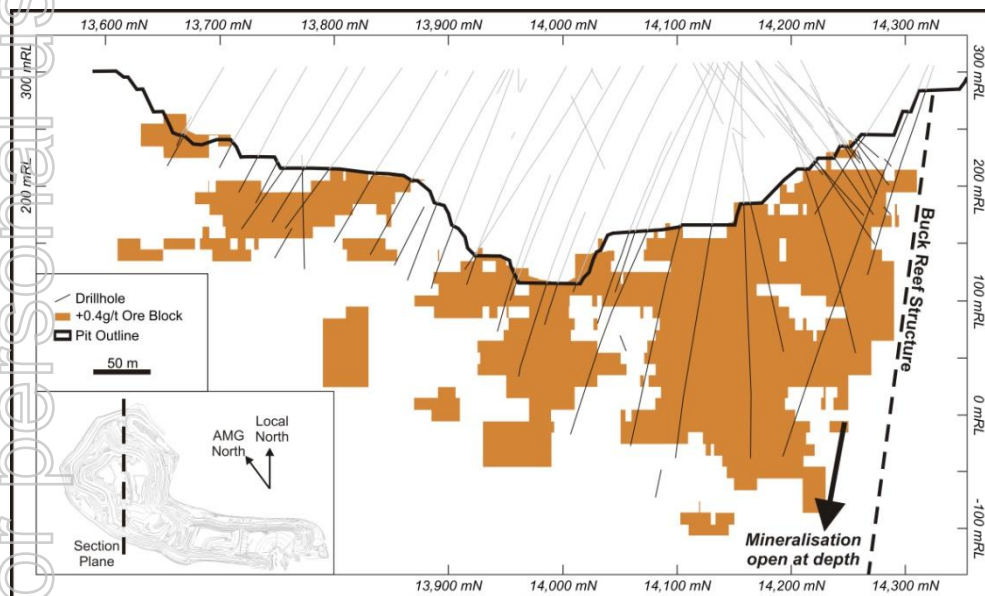 13,600 mN 13,700 mN 13,800 mN 13,900 mN 14,000 mN 14,100 mN 14,200 mN 14,300 mN
300 mRL
300 mRL
200 mRL
200 mRL
100 mRL
0 mRL
-100 mRL
Buck Reef Structure
Drillhole
+0.4g/t Ore Block
Pit Outline
50 m
AMG
North
Local
North
Section
Plane
Mineralisation
open at depth
13,900 mN 14,000 mN 14,100 mN 14,200 mN 14,300 mN
or personal us